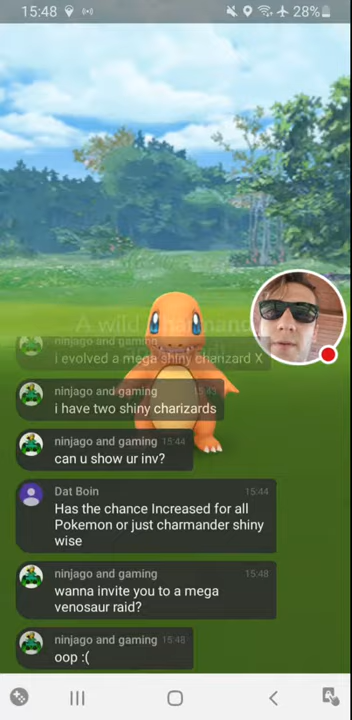 15:48
28%
A wild Charmand
ninjago and gaming
i evolved a mega shiny charizard X
ninjago and gaming 15:43
i have two shiny charizards
ninjago and gaming 15:44
can u show ur inv?
Dat Boin 15:44
Has the chance Increased for all
Pokemon or just charmander shiny
wise
ninjago and gaming 15:48
wanna invite you to a mega
venosaur raid?
ninjago and gaming 15:48
oop :(